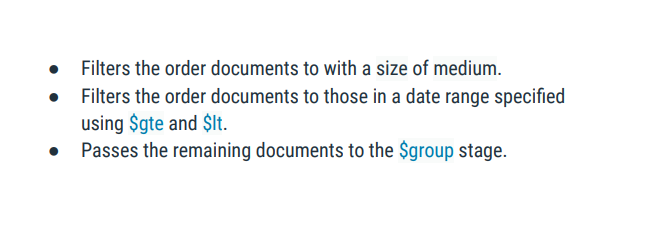 ● Filters the order documents to with a size of medium.
● Filters the order documents to those in a date range specified
using $gte and $lt.
● Passes the remaining documents to the $group stage.